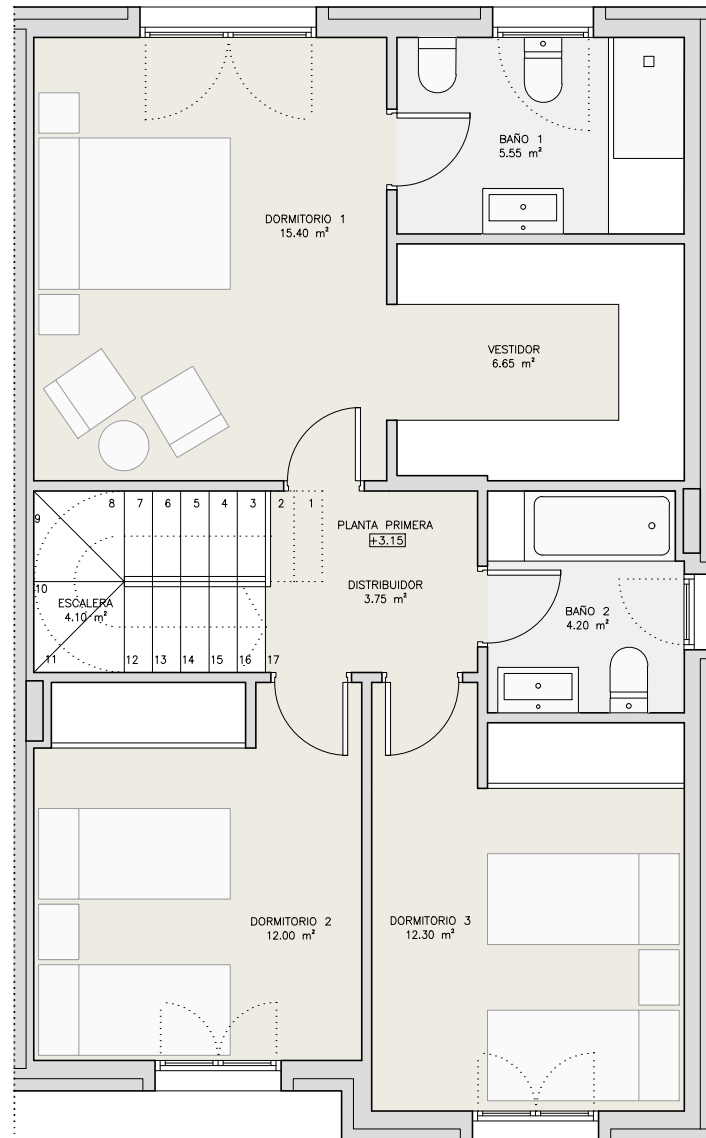 BAÑO 1
5.55 m²
DORMITORIO 1
15.40 m²
VESTIDOR
6.65 m²
9
8
7
6
5
4
3
2
1
PLANTA PRIMERA
+3.15
10
ESCALERA
4.10 m²
DISTRIBUIDOR
3.75 m²
BAÑO 2
4.20 m²
11
12
13
14
15
16
17
DORMITORIO 2
12.00 m²
DORMITORIO 3
12.30 m²